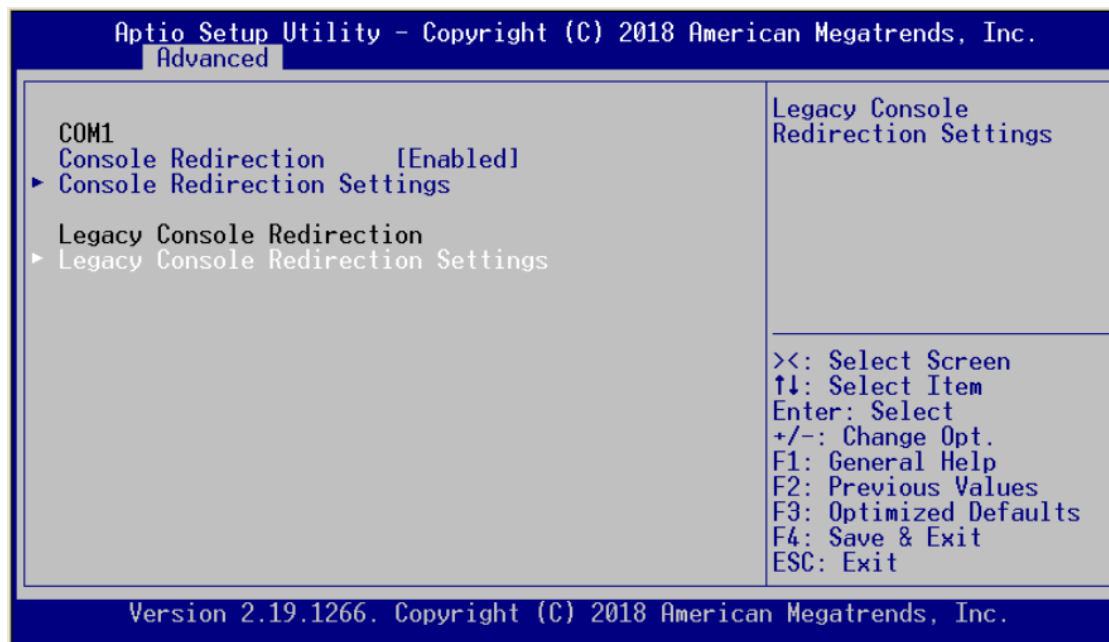 Aptio Setup Utility – Copyright (C) 2018 American Megatrends, Inc.
Advanced
COM1
Console Redirection [Enabled]
► Console Redirection Settings
Legacy Console Redirection
► Legacy Console Redirection Settings
Legacy Console
Redirection Settings
><: Select Screen
↑↓: Select Item
Enter: Select
+/-: Change Opt.
F1: General Help
F2: Previous Values
F3: Optimized Defaults
F4: Save & Exit
ESC: Exit
Version 2.19.1266. Copyright (C) 2018 American Megatrends, Inc.